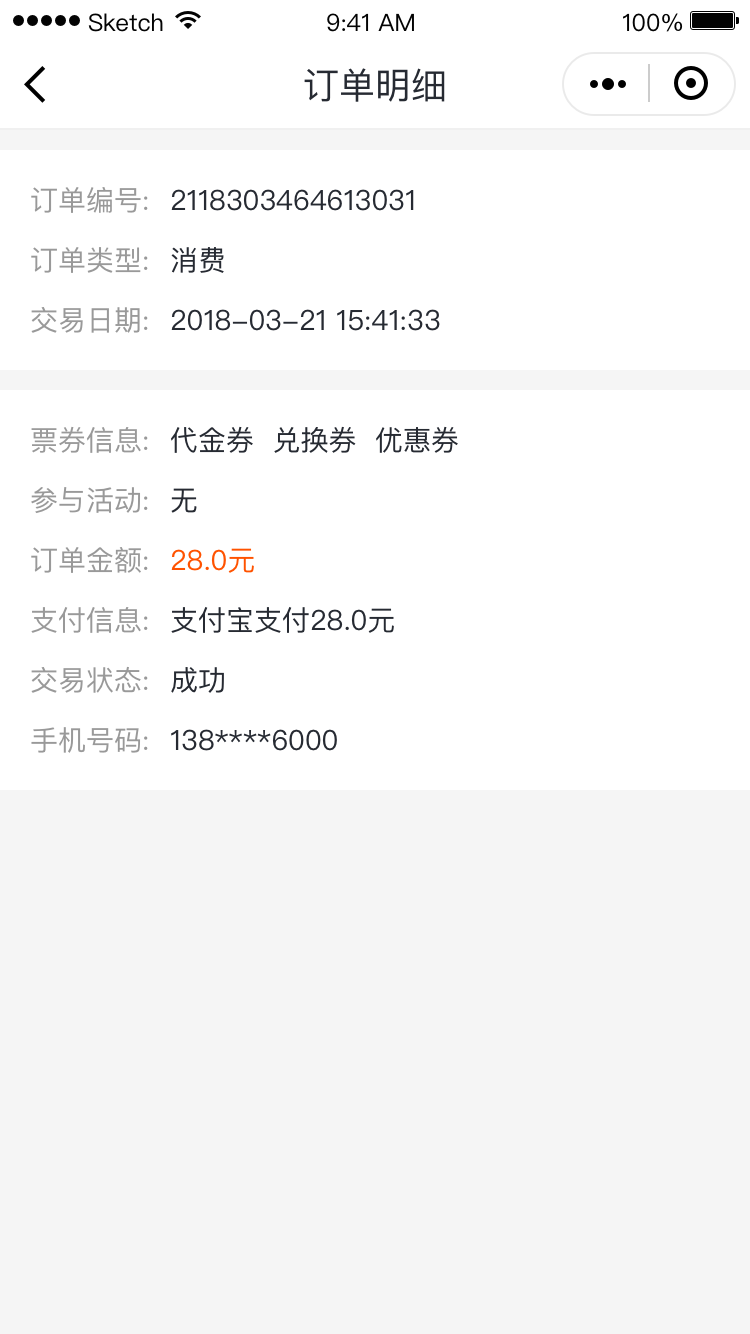 Sketch 9:41 AM 100%
订单明细
订单编号: 2118303464613031
订单类型: 消费
交易日期: 2018-03-21 15:41:33
票券信息: 代金券 兑换券 优惠券
参与活动: 无
订单金额: 28.0元
支付信息: 支付宝支付28.0元
交易状态: 成功
手机号码: 138****6000